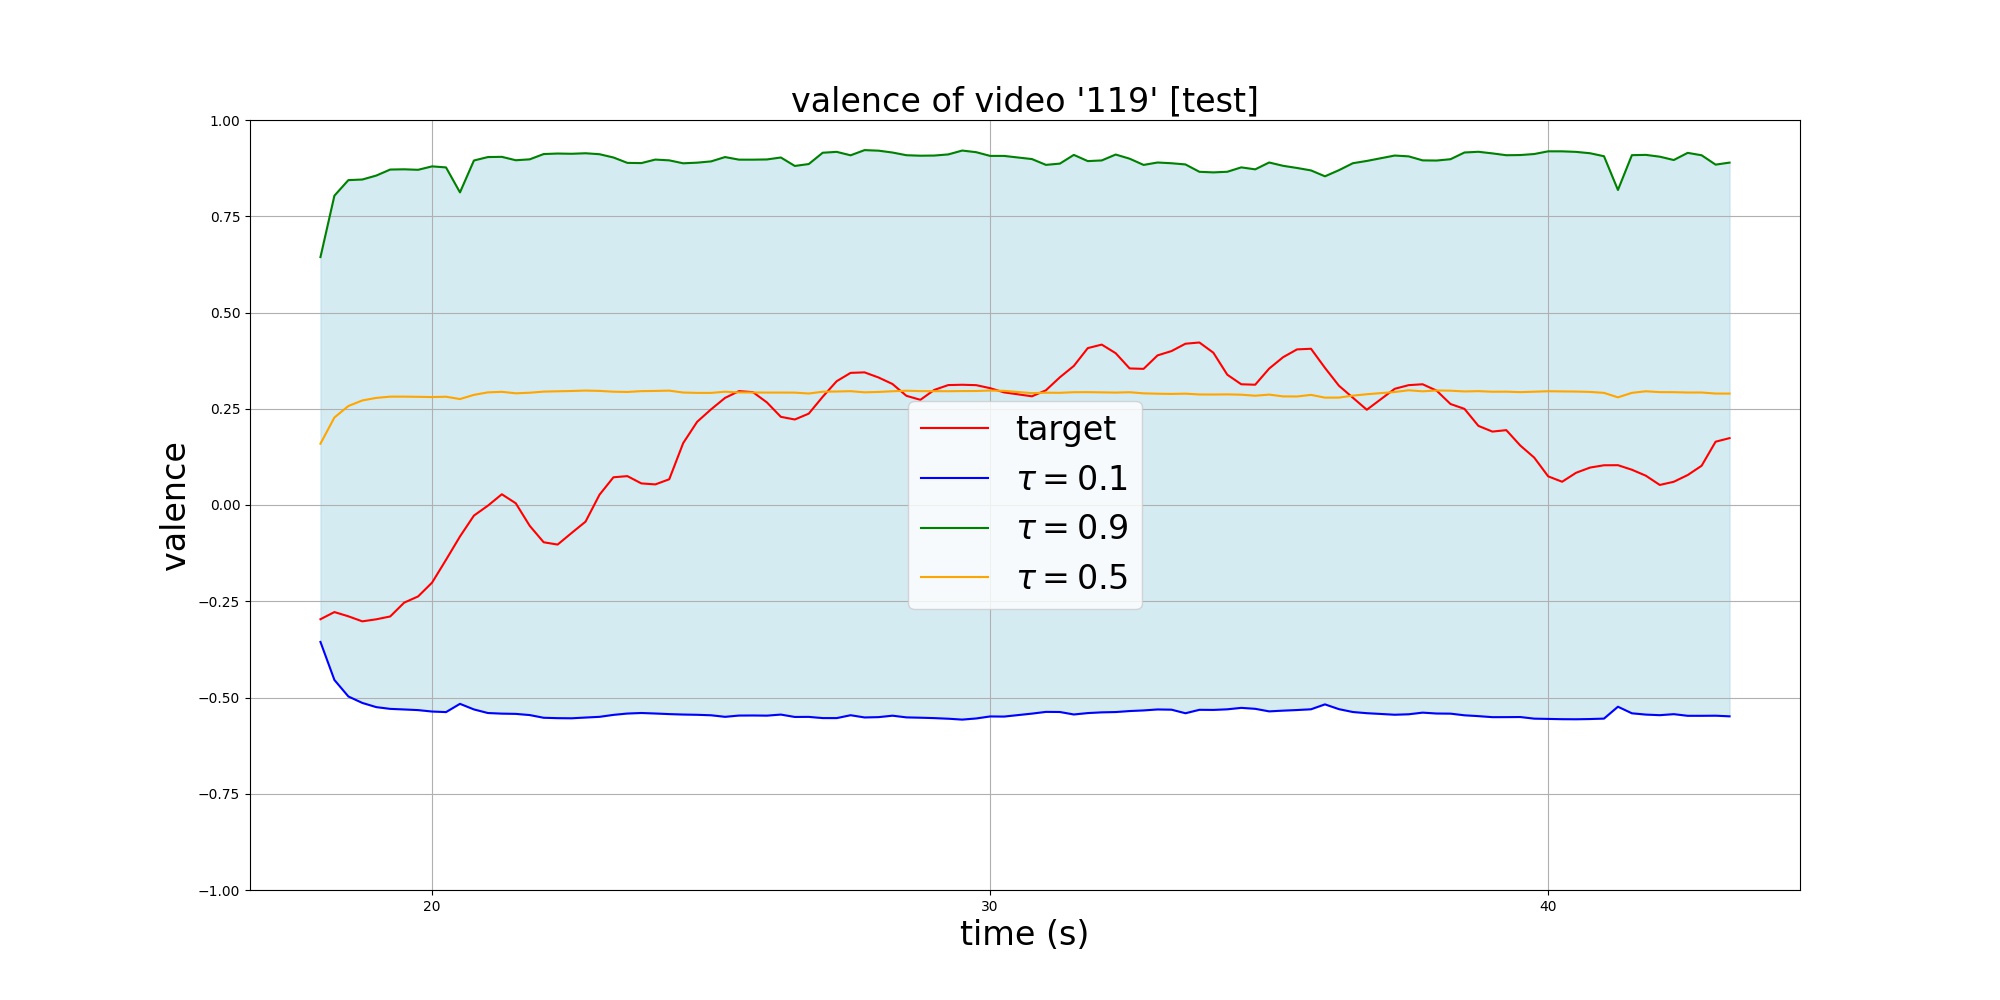 valence of video '119' [test]
1.00
0.75
0.50
0.25
0.00
−0.25
−0.50
−0.75
−1.00
valence
target
τ = 0.1
τ = 0.9
τ = 0.5
20
30
40
time (s)